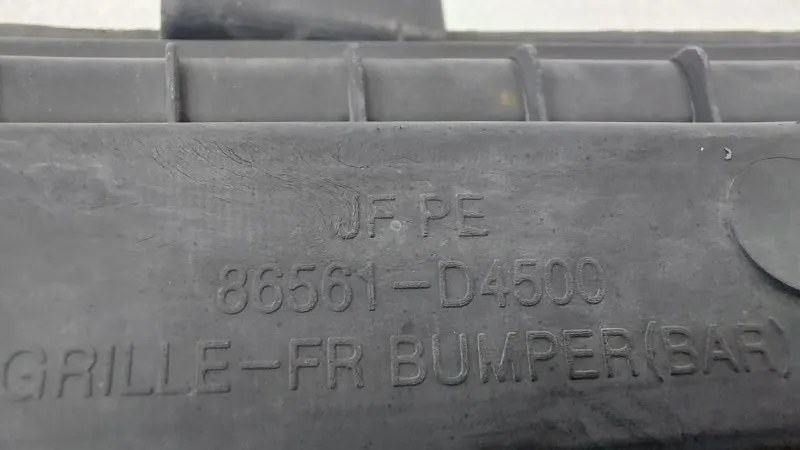 JF PE
86561-D4500
GRILLE-FR BUMPER(BAR)